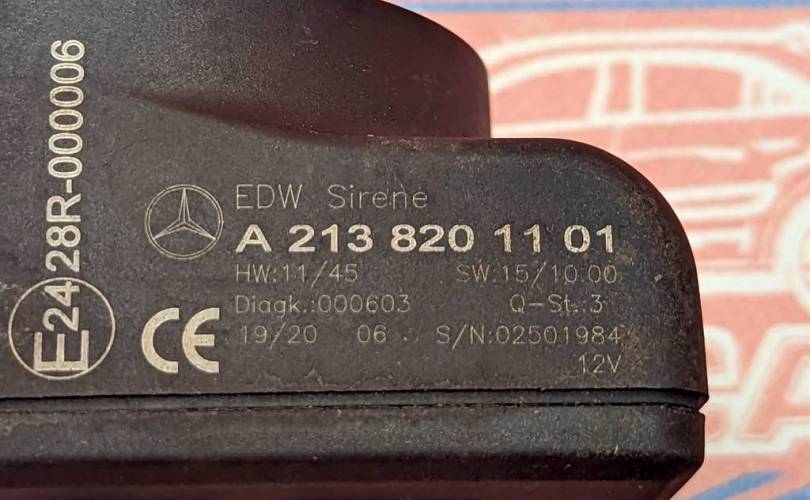 E24 28R-000006
EDW Sirene
A 213 820 11 01
HW:11/45 SW:15/10.00
Diagk.:000603 Q-St.:3
19/20 06 S/N:02501984
12V
CE